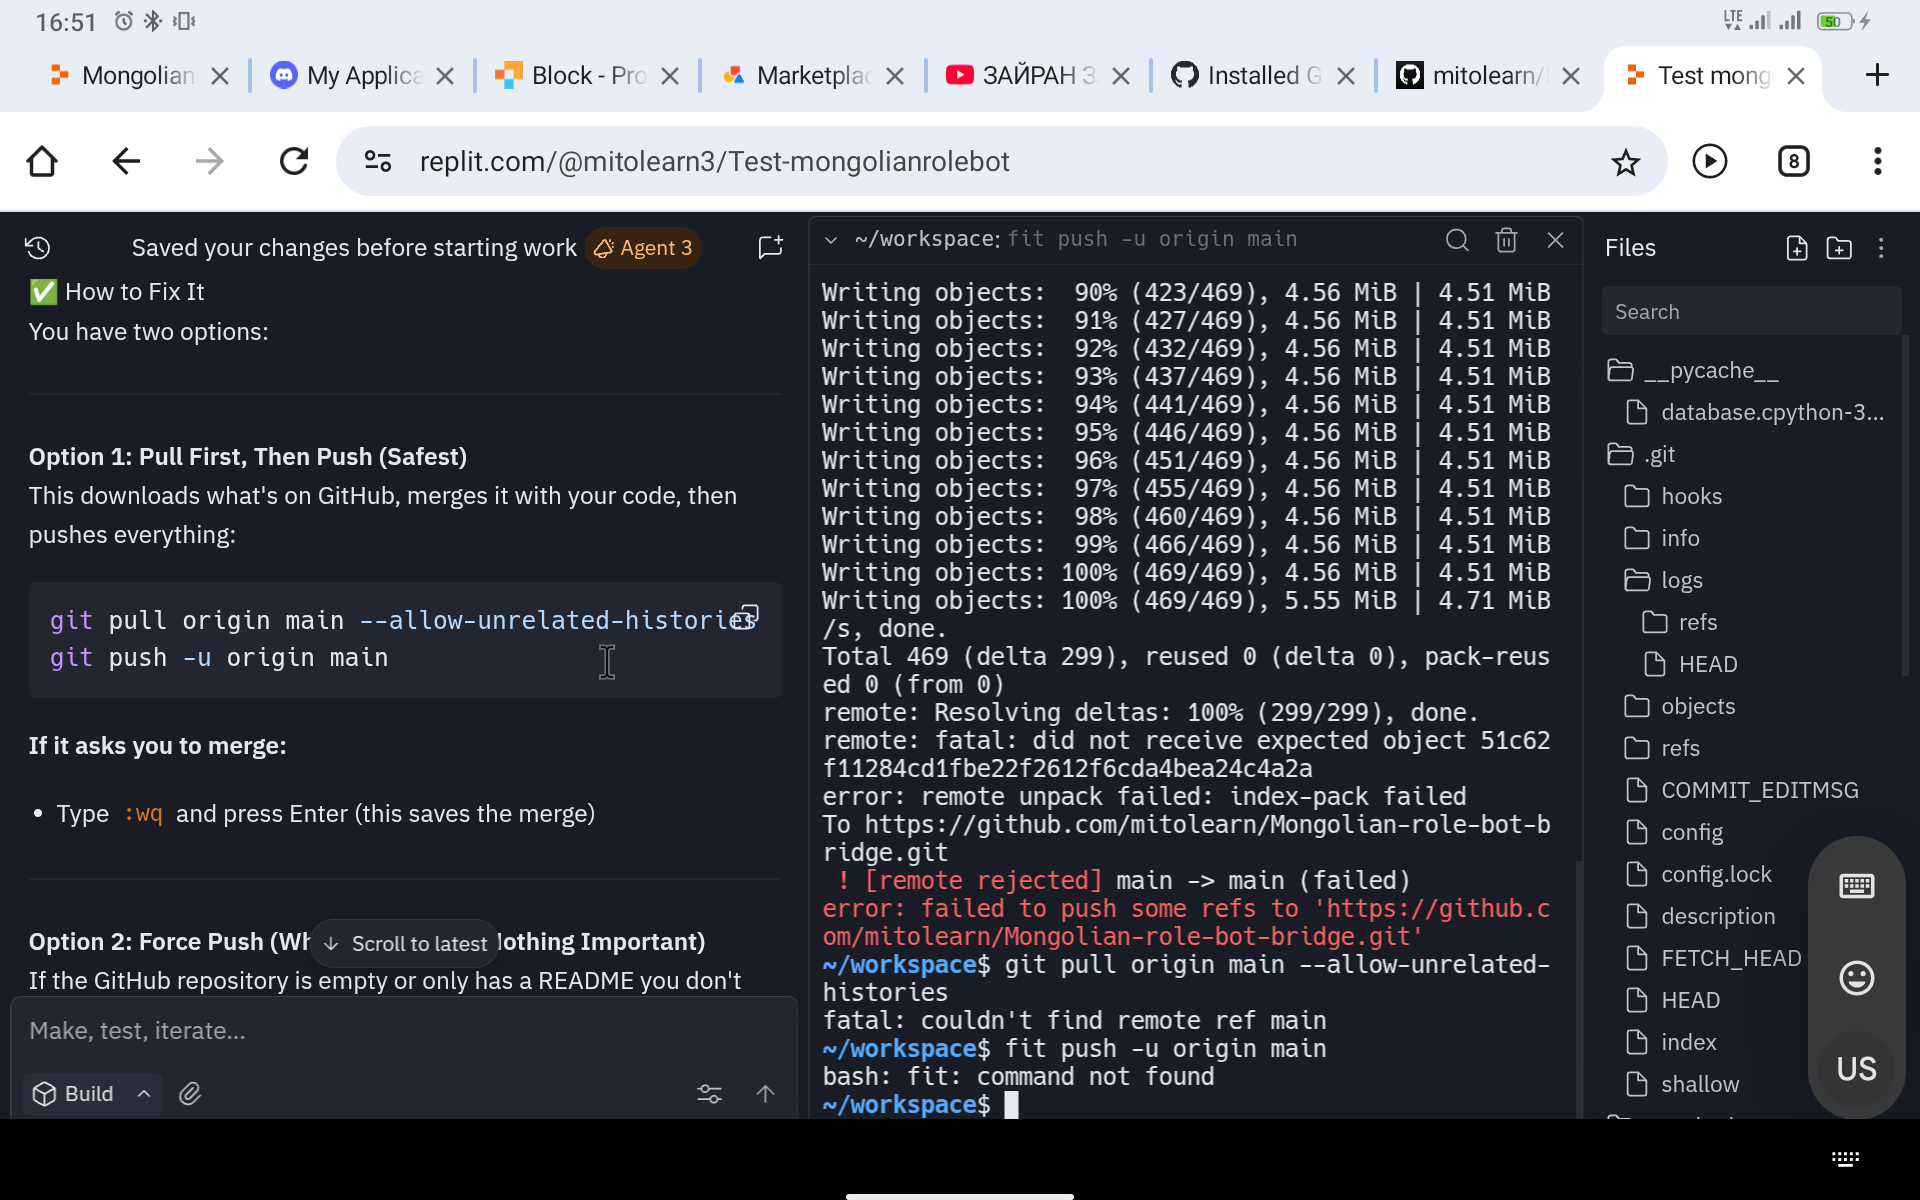 16:51
LTE
50
Mongolian
My Applica
Block - Pro
Marketplac
ЗАЙРАН З
Installed G
mitolearn/
Test mong
replit.com/@mitolearn3/Test-mongolianrolebot
8
Saved your changes before starting work
Agent 3
✅ How to Fix It
You have two options:
Option 1: Pull First, Then Push (Safest)
This downloads what's on GitHub, merges it with your code, then
pushes everything:
git pull origin main --allow-unrelated-histories
git push -u origin main
If it asks you to merge:
• Type :wq and press Enter (this saves the merge)
Option 2: Force Push (Wh
Scroll to latest
Nothing Important)
If the GitHub repository is empty or only has a README you don't
Make, test, iterate...
Build
~/workspace: fit push -u origin main
Writing objects:  90% (423/469), 4.56 MiB | 4.51 MiB
Writing objects:  91% (427/469), 4.56 MiB | 4.51 MiB
Writing objects:  92% (432/469), 4.56 MiB | 4.51 MiB
Writing objects:  93% (437/469), 4.56 MiB | 4.51 MiB
Writing objects:  94% (441/469), 4.56 MiB | 4.51 MiB
Writing objects:  95% (446/469), 4.56 MiB | 4.51 MiB
Writing objects:  96% (451/469), 4.56 MiB | 4.51 MiB
Writing objects:  97% (455/469), 4.56 MiB | 4.51 MiB
Writing objects:  98% (460/469), 4.56 MiB | 4.51 MiB
Writing objects:  99% (466/469), 4.56 MiB | 4.51 MiB
Writing objects: 100% (469/469), 4.56 MiB | 4.51 MiB
Writing objects: 100% (469/469), 5.55 MiB | 4.71 MiB
/s, done.
Total 469 (delta 299), reused 0 (delta 0), pack-reus
ed 0 (from 0)
remote: Resolving deltas: 100% (299/299), done.
remote: fatal: did not receive expected object 51c62
f11284cd1fbe22f2612f6cda4bea24c4a2a
error: remote unpack failed: index-pack failed
To https://github.com/mitolearn/Mongolian-role-bot-b
ridge.git
! [remote rejected] main -> main (failed)
error: failed to push some refs to 'https://github.c
om/mitolearn/Mongolian-role-bot-bridge.git'
~/workspace$ git pull origin main --allow-unrelated-
histories
fatal: couldn't find remote ref main
~/workspace$ fit push -u origin main
bash: fit: command not found
~/workspace$
Files
Search
__pycache__
database.cpython-3...
.git
hooks
info
logs
refs
HEAD
objects
refs
COMMIT_EDITMSG
config
config.lock
description
FETCH_HEAD
HEAD
index
shallow
US